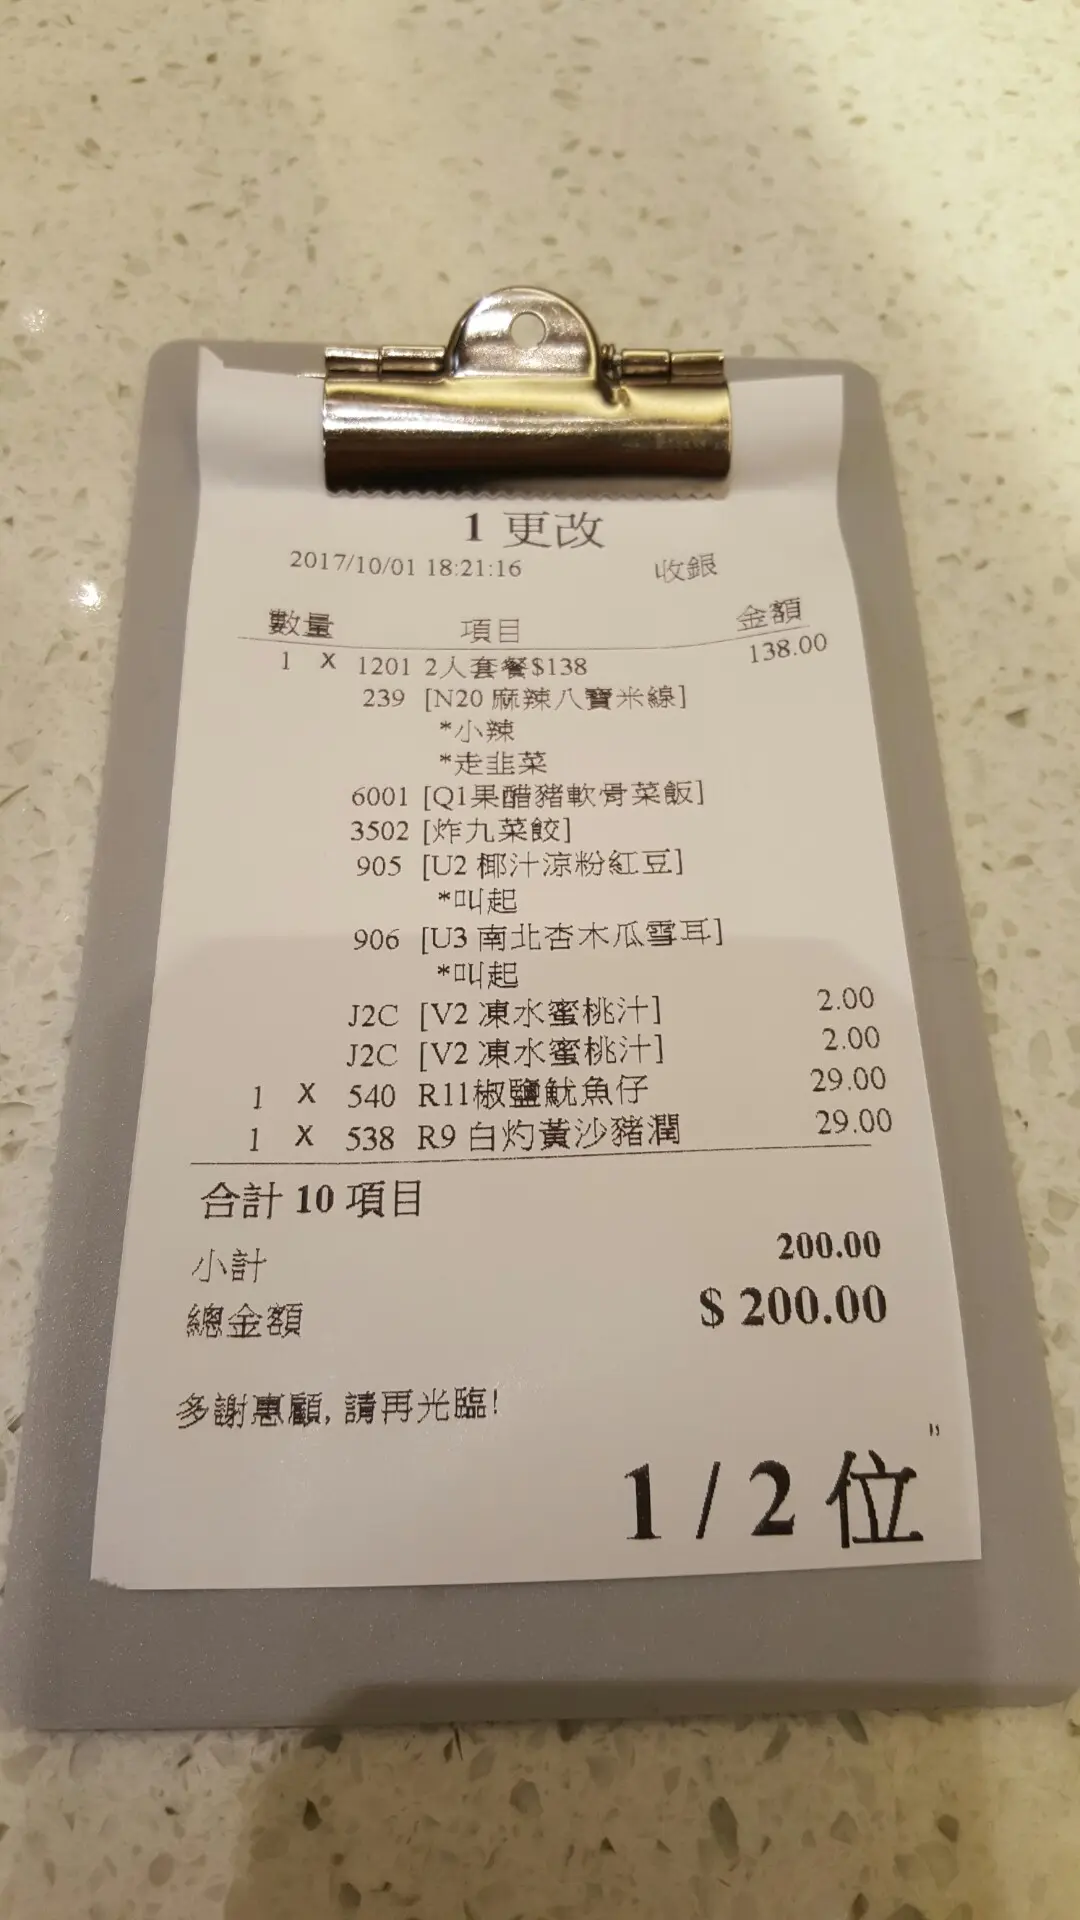 1 更改
2017/10/01 18:21:16 收銀
數量 項目 金額
1 X 1201 2人套餐$138 138.00
239 [N20 麻辣八寶米線]
*小辣
*走韭菜
6001 [Q1果醋豬軟骨菜飯]
3502 [炸九菜餃]
905 [U2 椰汁涼粉紅豆]
*叫起
906 [U3 南北杏木瓜雪耳]
*叫起
J2C [V2 凍水蜜桃汁] 2.00
J2C [V2 凍水蜜桃汁] 2.00
1 X 540 R11椒鹽魷魚仔 29.00
1 X 538 R9 白灼黃沙豬潤 29.00
合計 10 項目
小計 200.00
總金額 $ 200.00
多謝惠顧, 請再光臨!
"
1 / 2 位